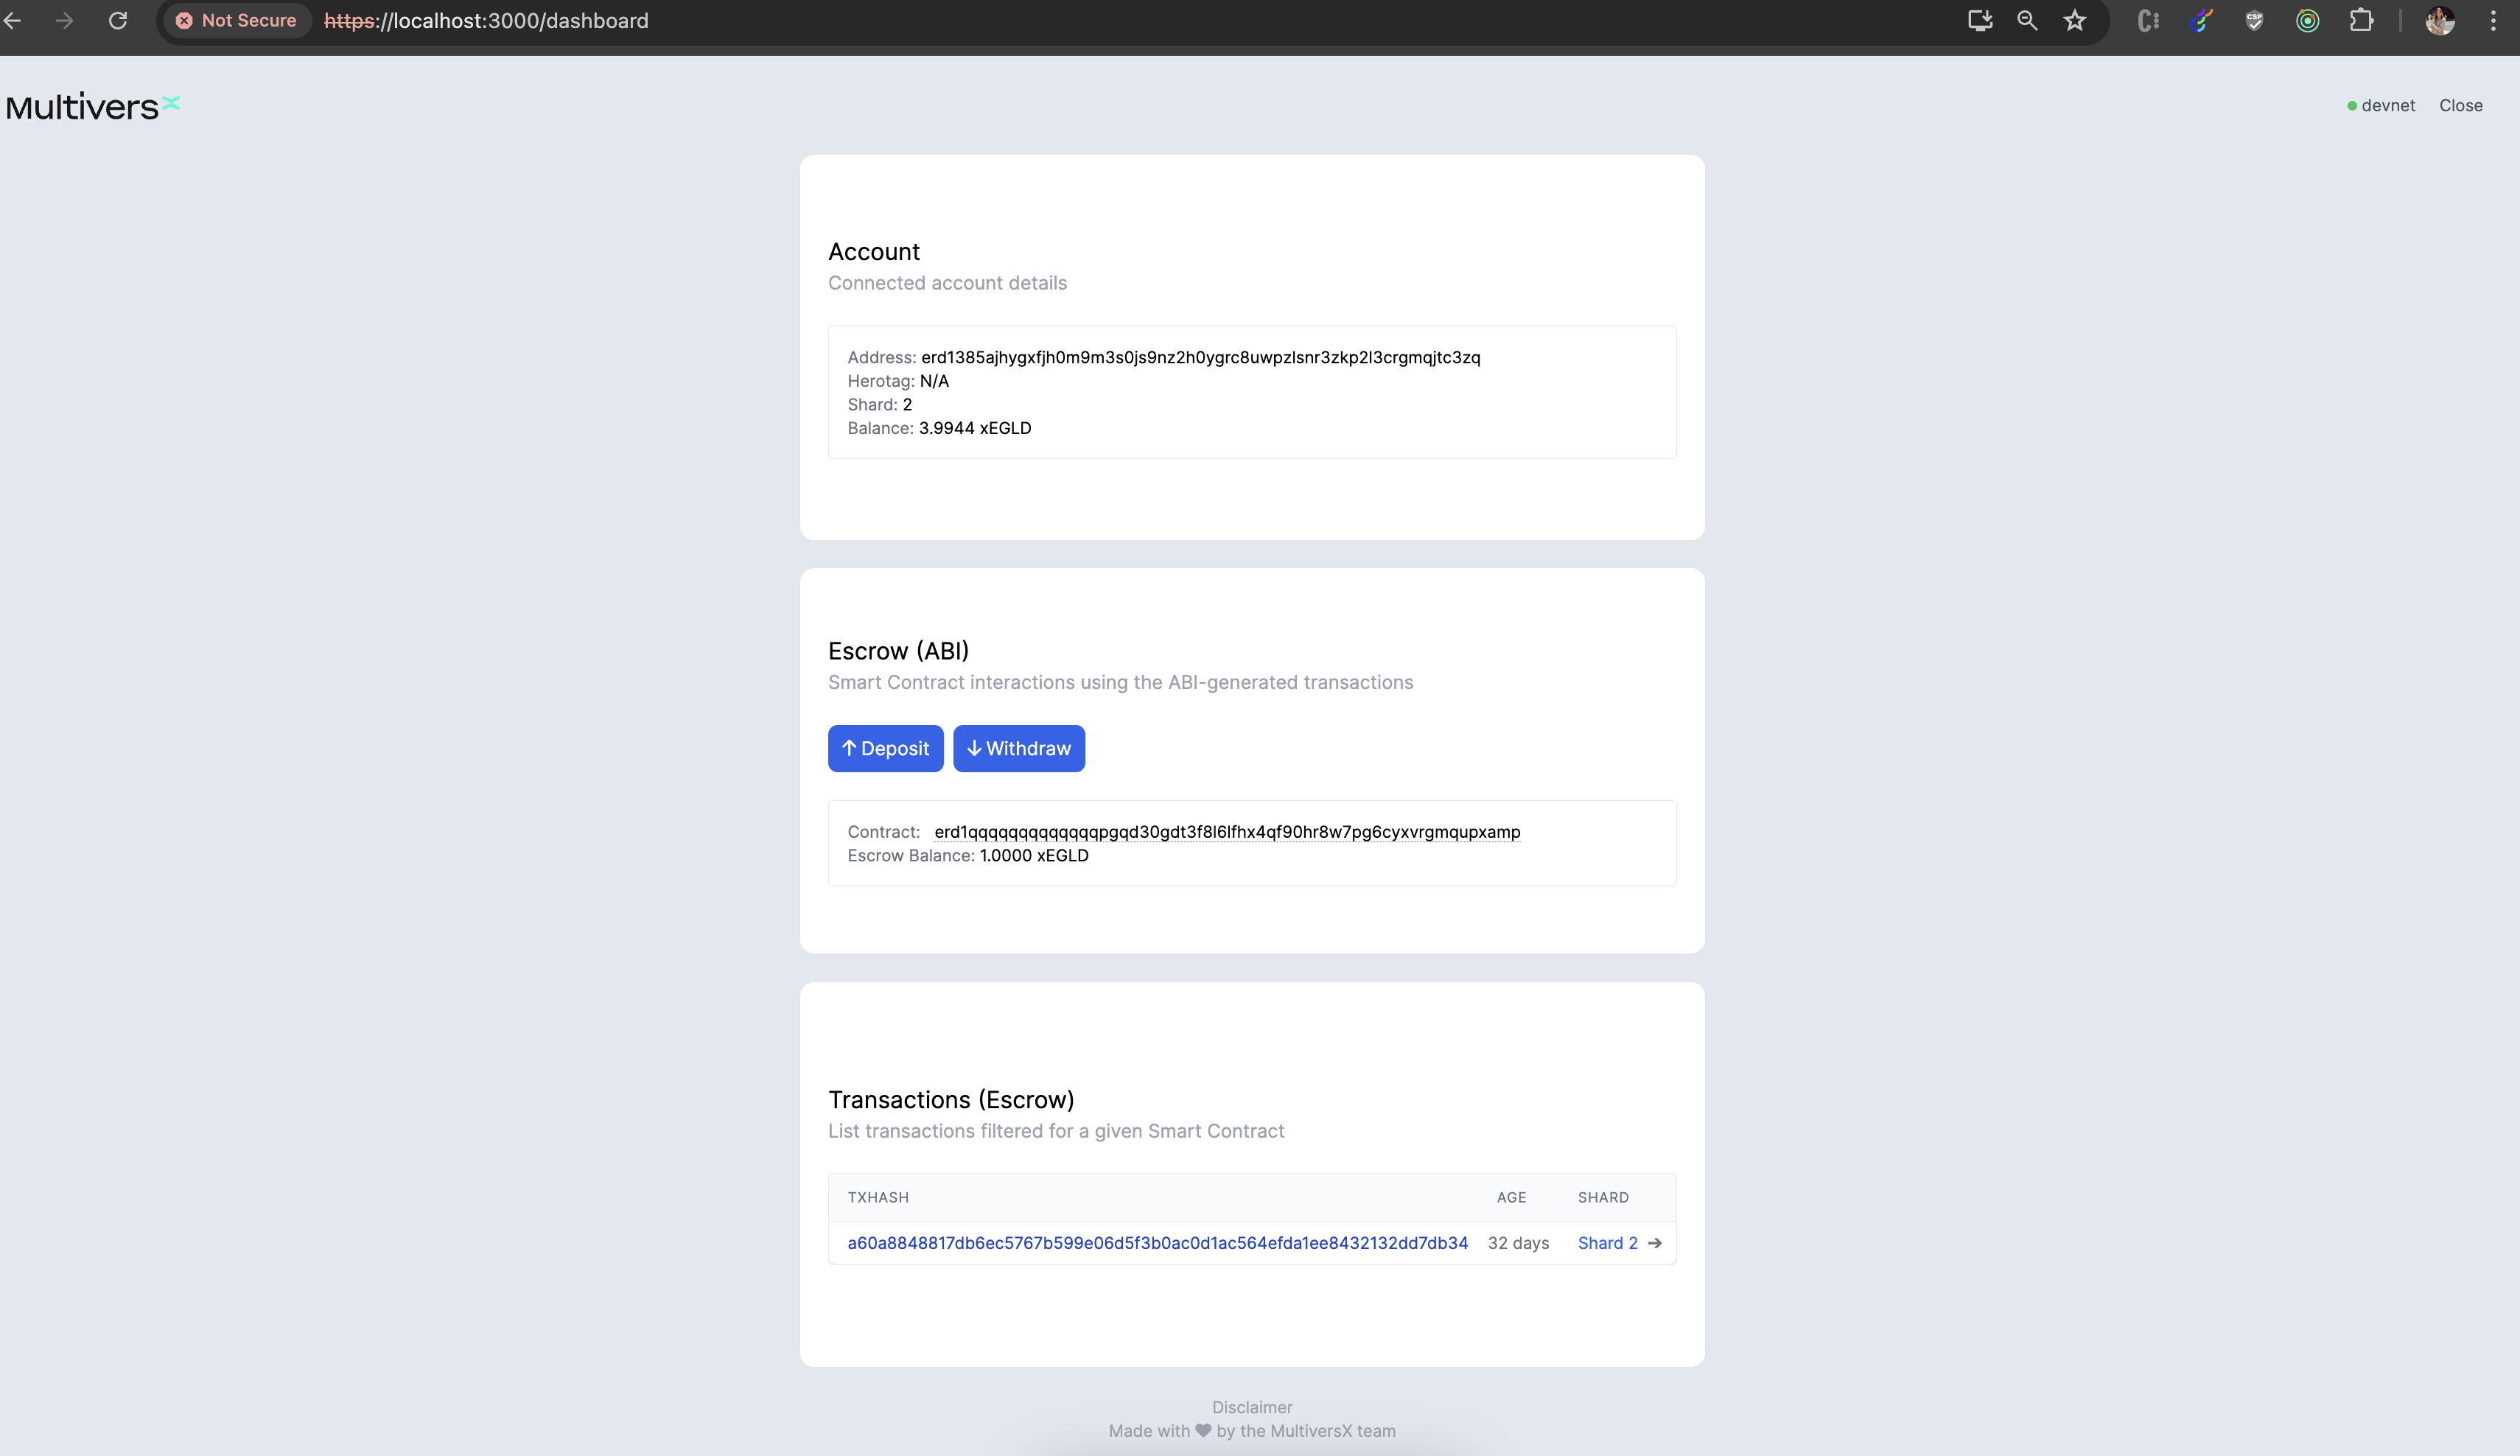 Not Secure https://localhost:3000/dashboard
MultiversX
devnet Close
Account
Connected account details
Address: erd1385ajhygxfjh0m9m3s0js9nz2h0ygrc8uwpzlsnr3zkp2l3crgmqjtc3zq
Herotag: N/A
Shard: 2
Balance: 3.9944 xEGLD
Escrow (ABI)
Smart Contract interactions using the ABI-generated transactions
↑ Deposit ↓ Withdraw
Contract: erd1qqqqqqqqqqqqqpgqd30gdt3f8l6lfhx4qf90hr8w7pg6cyxvrgmqupxamp
Escrow Balance: 1.0000 xEGLD
Transactions (Escrow)
List transactions filtered for a given Smart Contract
TXHASH AGE SHARD
a60a8848817db6ec5767b599e06d5f3b0ac0d1ac564efda1ee8432132dd7db34 32 days Shard 2 →
Disclaimer
Made with ♥ by the MultiversX team